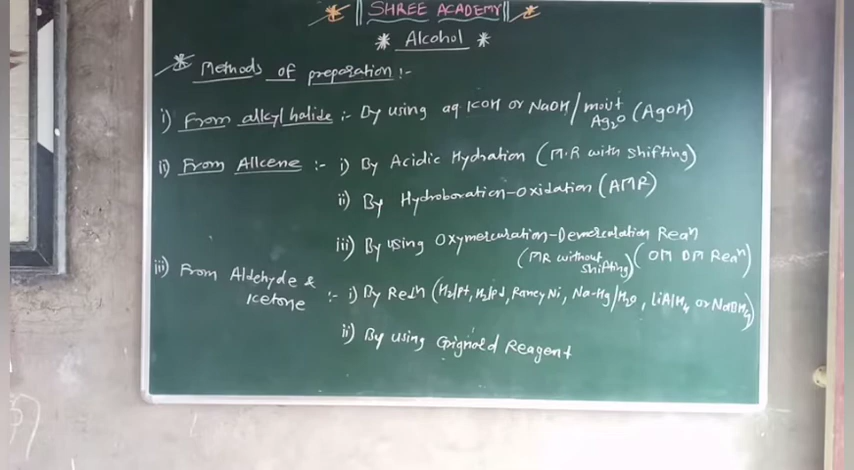 SHREE ACADEMY
* Alcohol *
* Methods of preparation :-
i) From alkyl halide :- By using aq KOH or NaOH / moist Ag2O (AgOH)
ii) From Alkene :- i) By Acidic Hydration (M.R with shifting)
ii) By Hydroboration-Oxidation (AMR)
iii) By using Oxymercuration-Demercuration Reaⁿ
(MR without shifting) (OM DM Reaⁿ)
iii) From Aldehyde &
Ketone :- i) By Redⁿ (H2/Pt, H2/Pd, Raney Ni, Na-Hg/H2O, LiAlH4 or NaBH4)
ii) By using Grignold Reagent